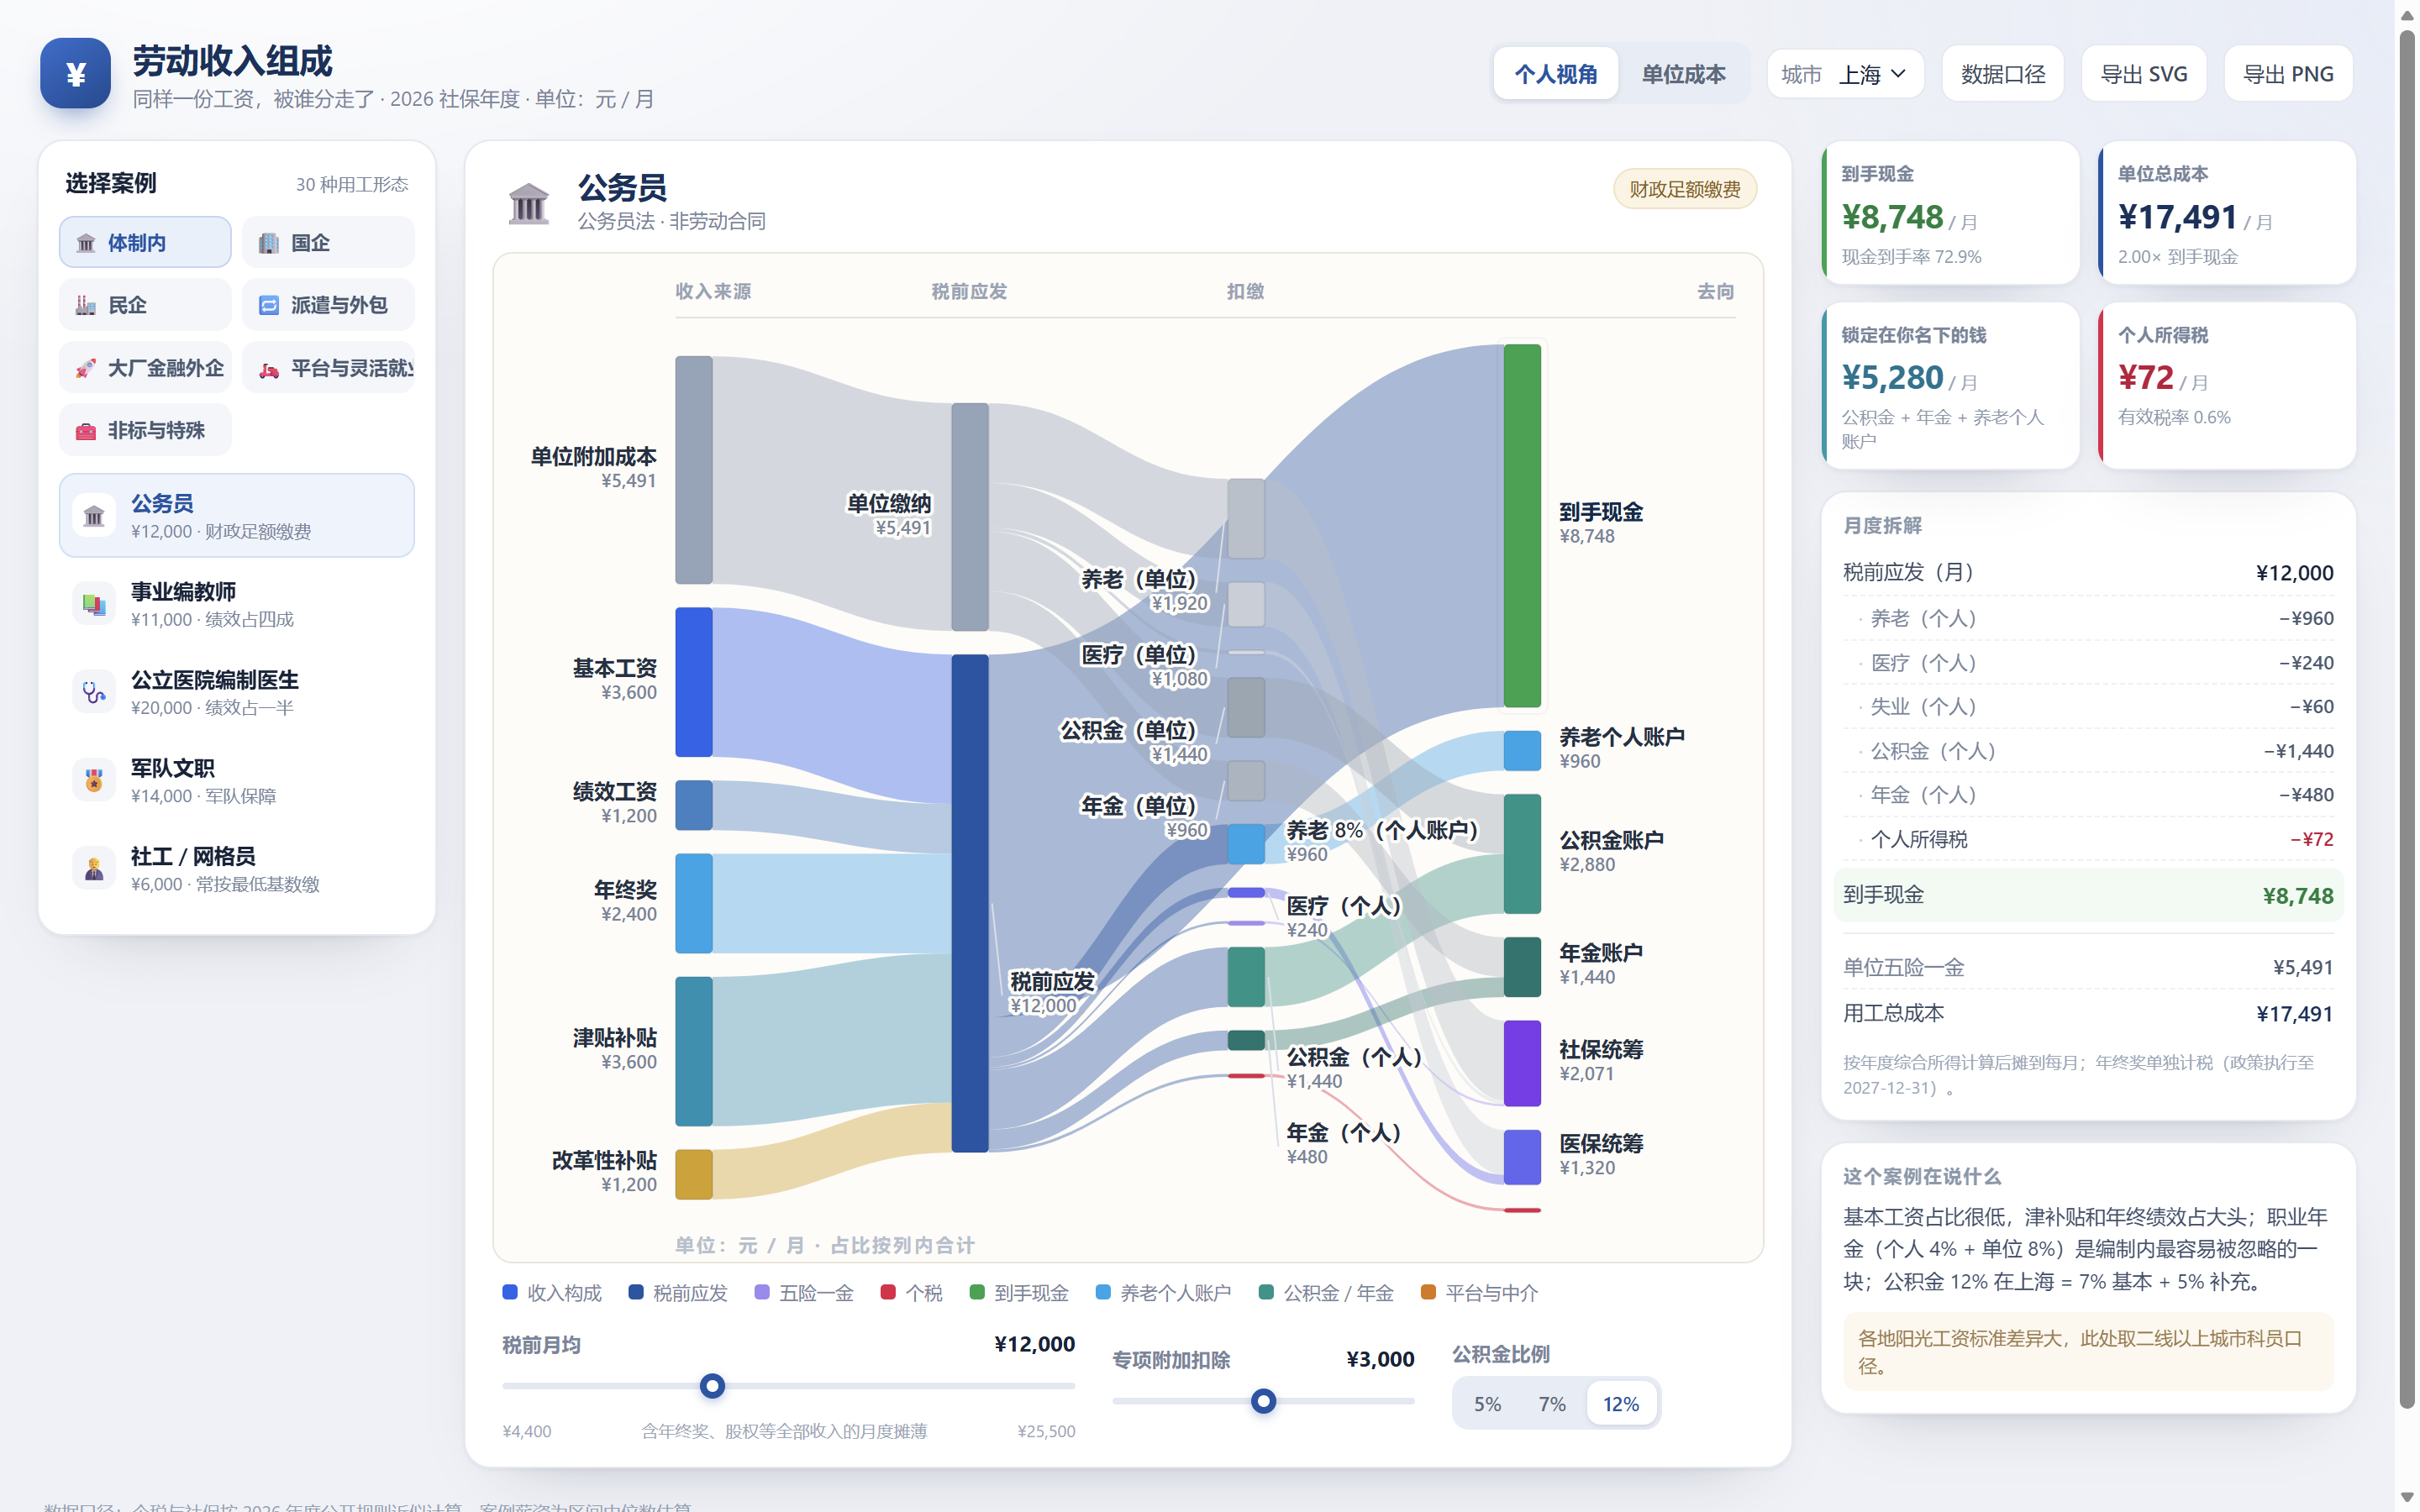 ¥
劳动收入组成
同样一份工资，被谁分走了 · 2026 社保年度 · 单位：元 / 月
个人视角
单位成本
城市 上海
数据口径
导出 SVG
导出 PNG
选择案例
30 种用工形态
体制内
国企
民企
派遣与外包
大厂金融外企
平台与灵活就
非标与特殊
公务员
¥12,000 · 财政足额缴费
事业编教师
¥11,000 · 绩效占四成
公立医院编制医生
¥20,000 · 绩效占一半
军队文职
¥14,000 · 军队保障
社工 / 网格员
¥6,000 · 常按最低基数缴
公务员
公务员法 · 非劳动合同
财政足额缴费
收入来源
税前应发
扣缴
去向
单位附加成本
¥5,491
基本工资
¥3,600
绩效工资
¥1,200
年终奖
¥2,400
津贴补贴
¥3,600
改革性补贴
¥1,200
单位缴纳
¥5,491
税前应发
¥12,000
养老（单位）
¥1,920
医疗（单位）
¥1,080
公积金（单位）
¥1,440
年金（单位）
¥960
养老 8%（个人账户）
¥960
医疗（个人）
¥240
公积金（个人）
¥1,440
年金（个人）
¥480
到手现金
¥8,748
养老个人账户
¥960
公积金账户
¥2,880
年金账户
¥1,440
社保统筹
¥2,071
医保统筹
¥1,320
单位：元 / 月 · 占比按列内合计
收入构成
税前应发
五险一金
个税
到手现金
养老个人账户
公积金 / 年金
平台与中介
税前月均
¥12,000
¥4,400
含年终奖、股权等全部收入的月度摊薄
¥25,500
专项附加扣除
¥3,000
公积金比例
5%
7%
12%
到手现金
¥8,748 / 月
现金到手率 72.9%
单位总成本
¥17,491 / 月
2.00× 到手现金
锁定在你名下的钱
¥5,280 / 月
公积金 + 年金 + 养老个人
账户
个人所得税
¥72 / 月
有效税率 0.6%
月度拆解
税前应发（月） ¥12,000
· 养老（个人） −¥960
· 医疗（个人） −¥240
· 失业（个人） −¥60
· 公积金（个人） −¥1,440
· 年金（个人） −¥480
· 个人所得税 −¥72
到手现金 ¥8,748
单位五险一金 ¥5,491
用工总成本 ¥17,491
按年度综合所得计算后摊到每月；年终奖单独计税（政策执行至
2027-12-31）。
这个案例在说什么
基本工资占比很低，津补贴和年终绩效占大头；职业年
金（个人 4% + 单位 8%）是编制内最容易被忽略的一
块；公积金 12% 在上海 = 7% 基本 + 5% 补充。
各地阳光工资标准差异大，此处取二线以上城市科员口
径。
数据口径：个税与社保按 2026 年度公开规则近似计算，案例薪资为区间中位数估算